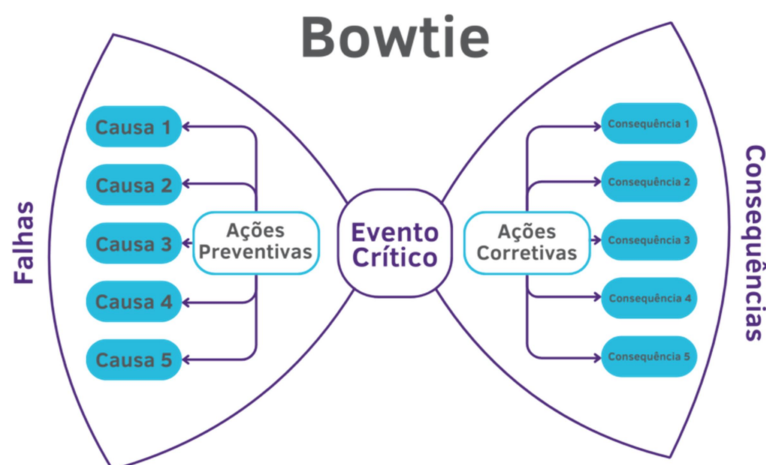 Bowtie
Falhas
Causa 1
Causa 2
Causa 3
Causa 4
Causa 5
Ações
Preventivas
Evento
Crítico
Ações
Corretivas
Consequência 1
Consequência 2
Consequência 3
Consequência 4
Consequência 5
Consequências